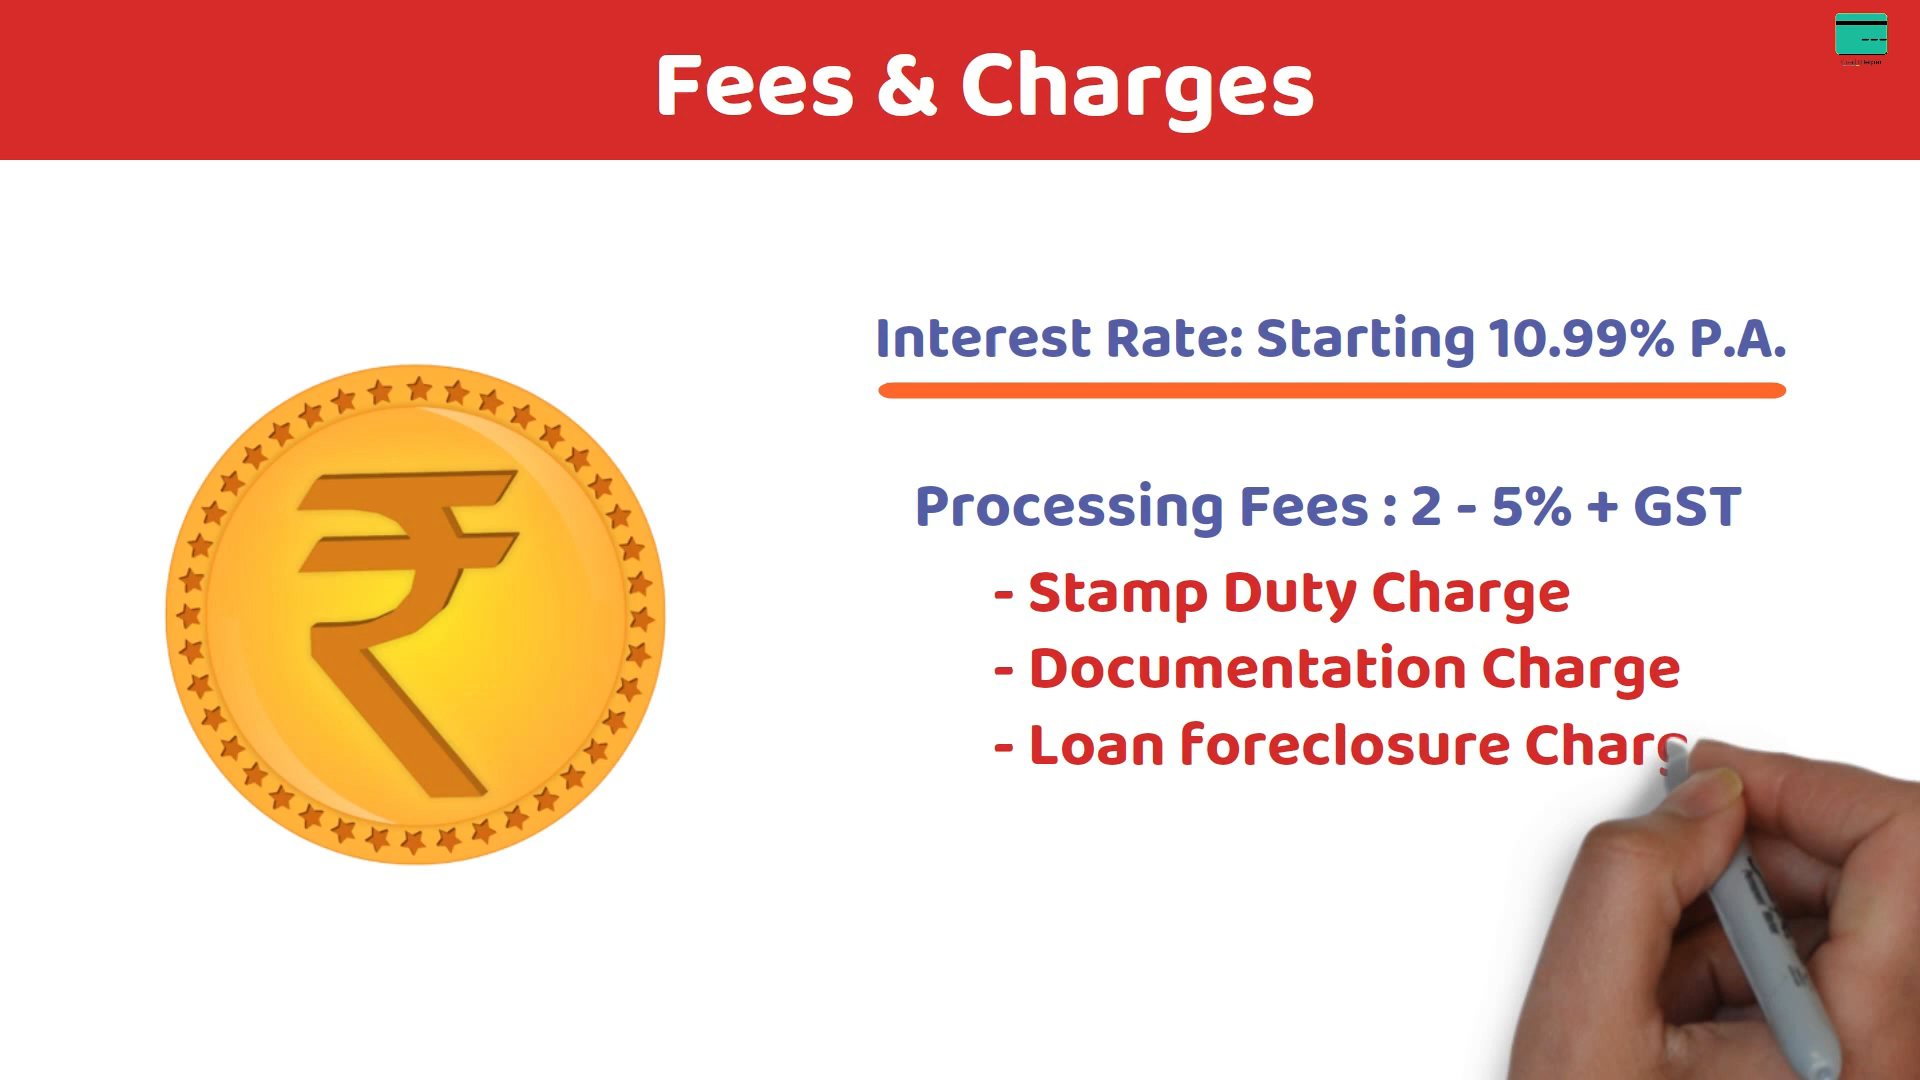 Fees & Charges
Interest Rate: Starting 10.99% P.A.
Processing Fees : 2 - 5% + GST
- Stamp Duty Charge
- Documentation Charge
- Loan foreclosure Charg